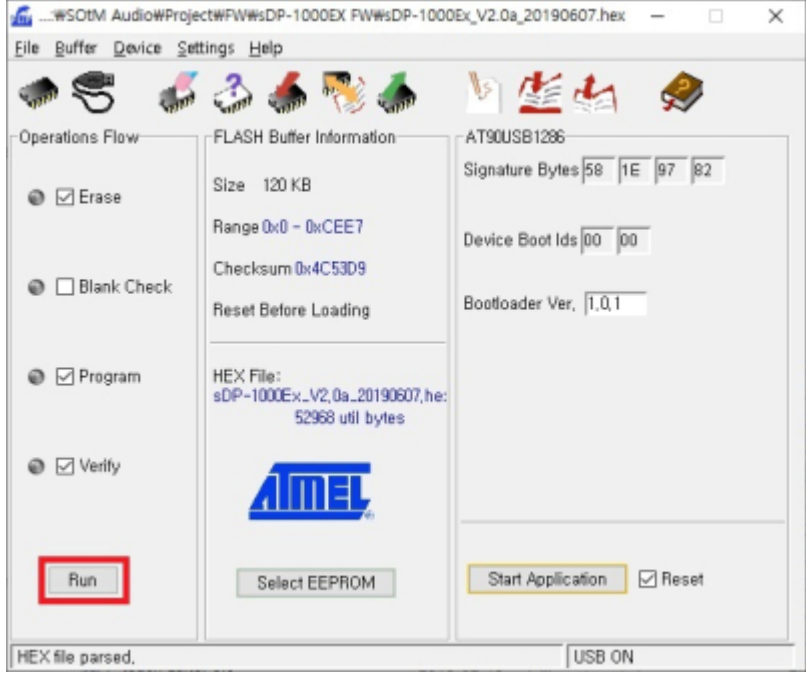 ...:₩SOtM Audio₩Project₩FW₩sDP-1000EX FW₩sDP-1000Ex_V2.0a_20190607.hex
File Buffer Device Settings Help
Operations Flow
Erase
Blank Check
Program
Verify
Run
FLASH Buffer Information
Size 120 KB
Range 0x0 - 0xCEE7
Checksum 0x4C53D9
Reset Before Loading
HEX File:
sDP-1000Ex_V2,0a_20190607,he:
52968 util bytes
ATMEL
Select EEPROM
AT90USB1286
Signature Bytes 58 1E 97 82
Device Boot Ids 00 00
Bootloader Ver, 1,0,1
Start Application Reset
HEX file parsed,
USB ON